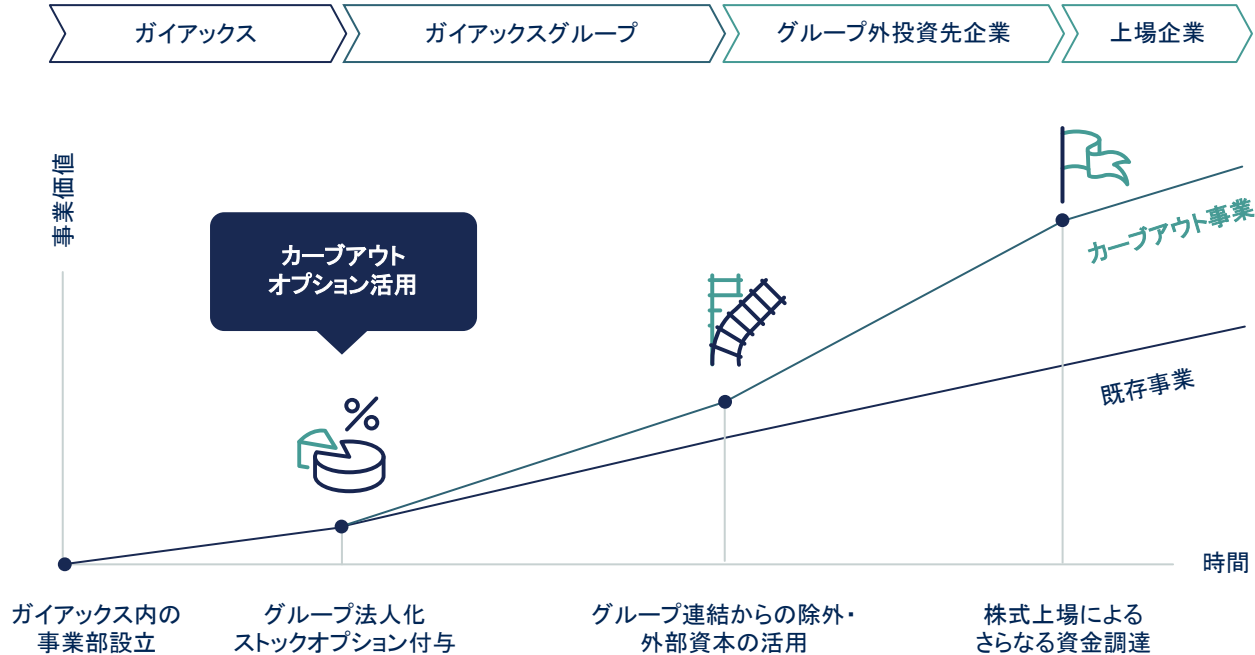 ガイアックス
ガイアックスグループ
グループ外投資先企業
上場企業
事業価値
カーブアウト
オプション活用
%
カーブアウト事業
既存事業
時間
ガイアックス内の
事業部設立
グループ法人化
ストックオプション付与
グループ連結からの除外・
外部資本の活用
株式上場による
さらなる資金調達